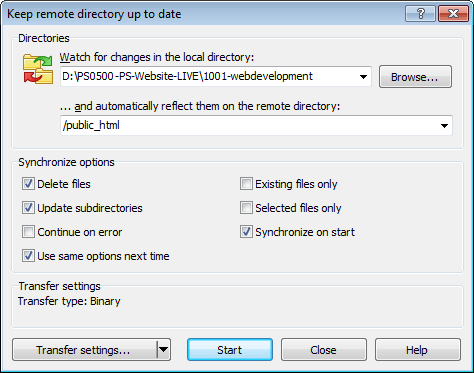 Keep remote directory up to date
Directories
Watch for changes in the local directory:
D:\PS0500-PS-Website-LIVE\1001-webdevelopment
Browse...
... and automatically reflect them on the remote directory:
/public_html
Synchronize options
Delete files
Existing files only
Update subdirectories
Selected files only
Continue on error
Synchronize on start
Use same options next time
Transfer settings
Transfer type: Binary
Transfer settings...
Start
Close
Help